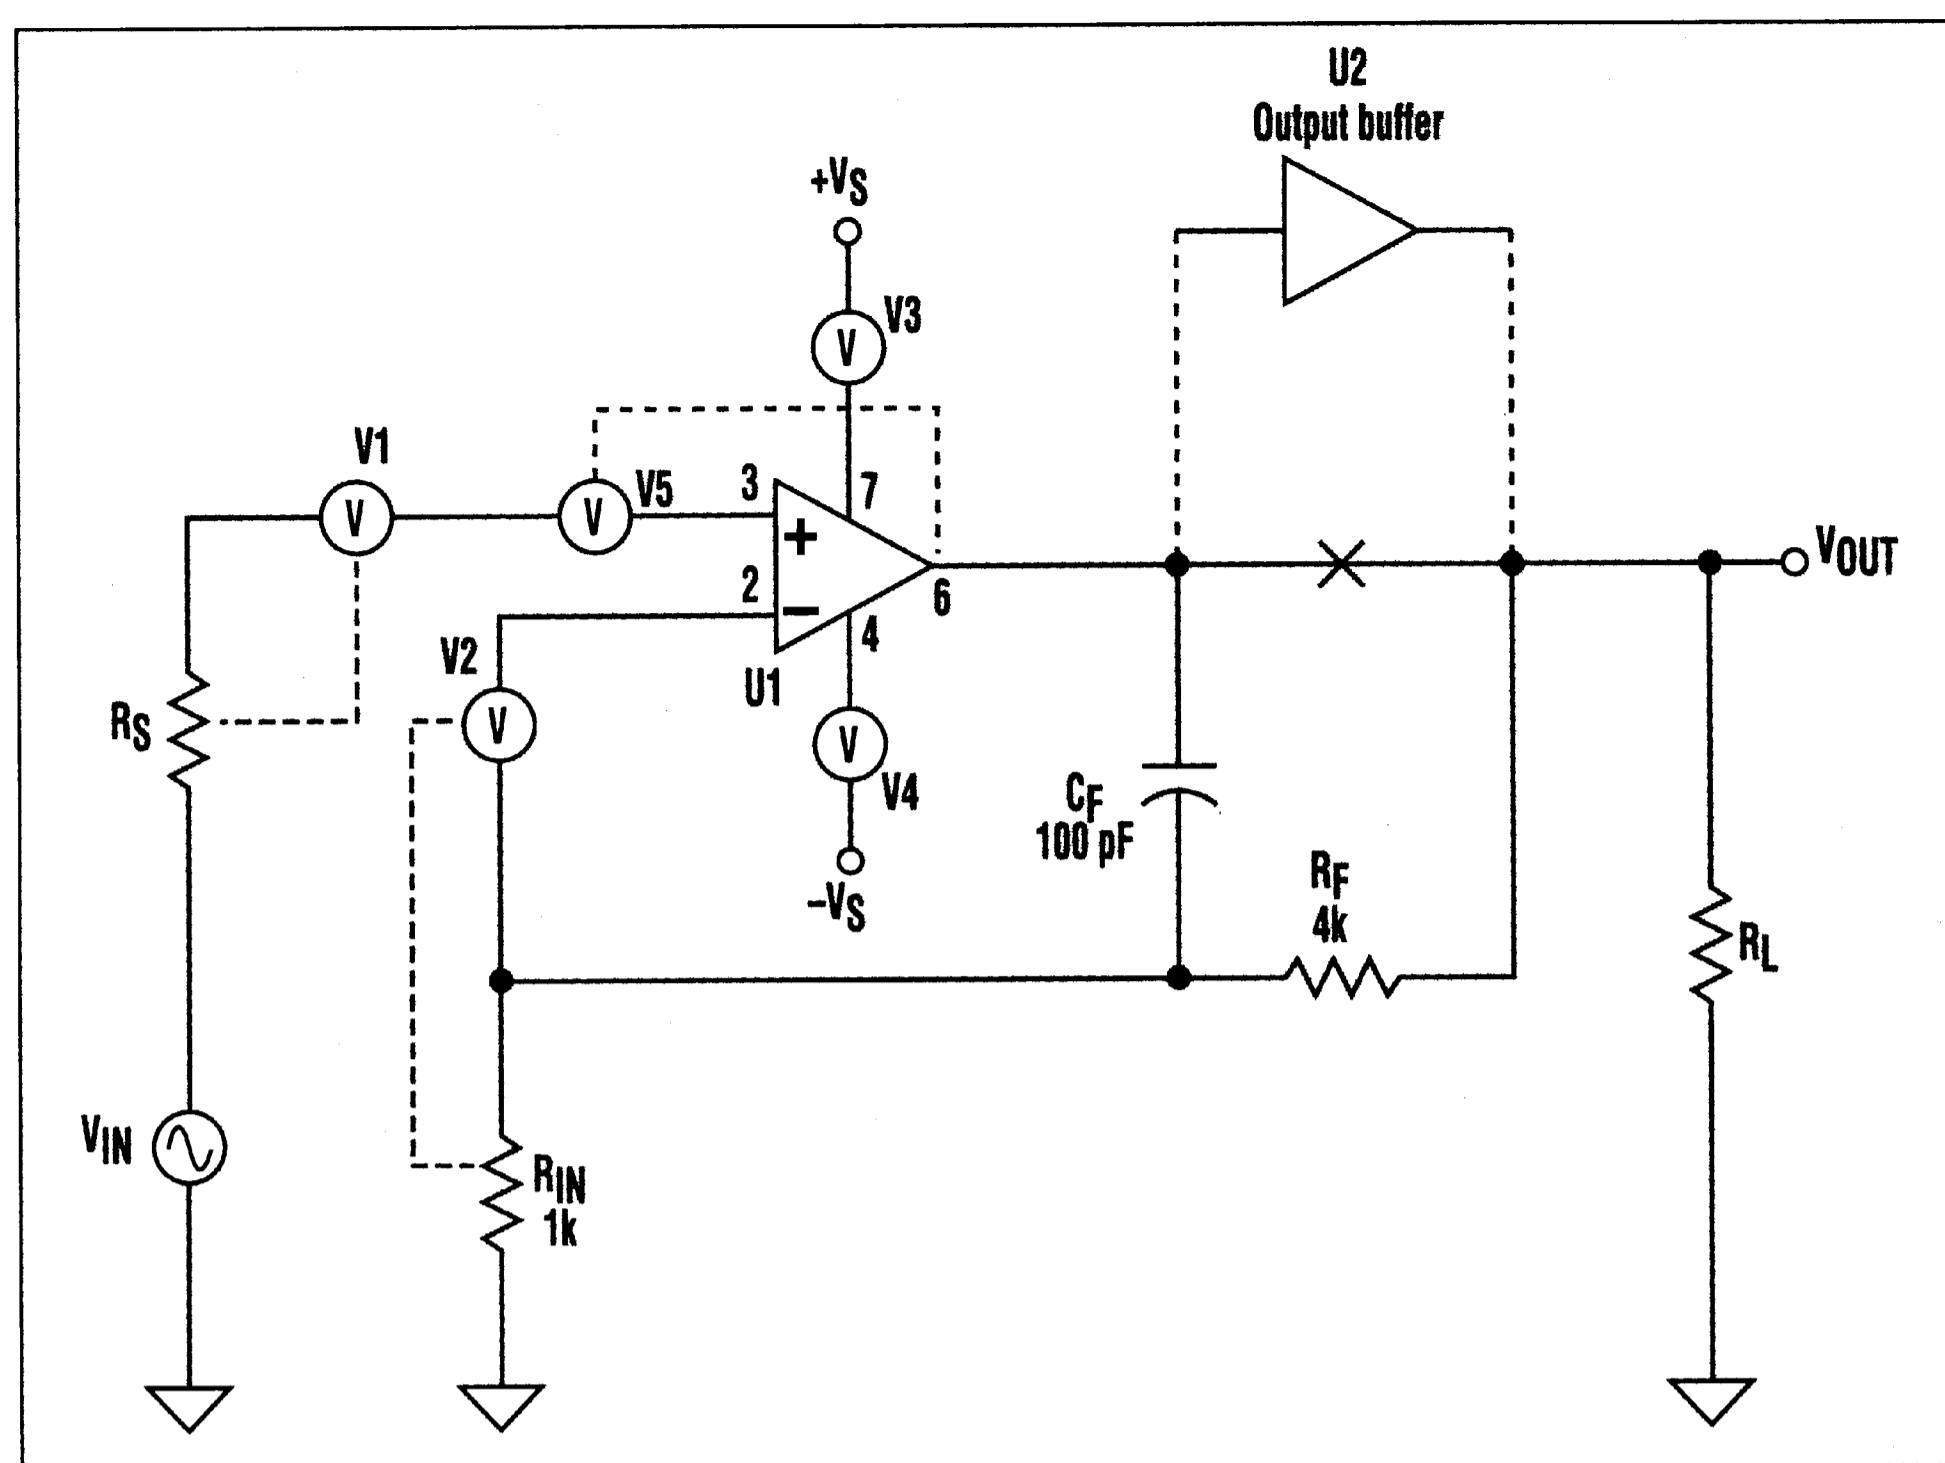 U2
Output buffer
+VS
V3
V
V1
V
V5
V
3
7
+
2
−
6
4
V2
V
U1
V
V4
−VS
VOUT
RS
CF
100 pF
RF
4k
RL
VIN
RIN
1k